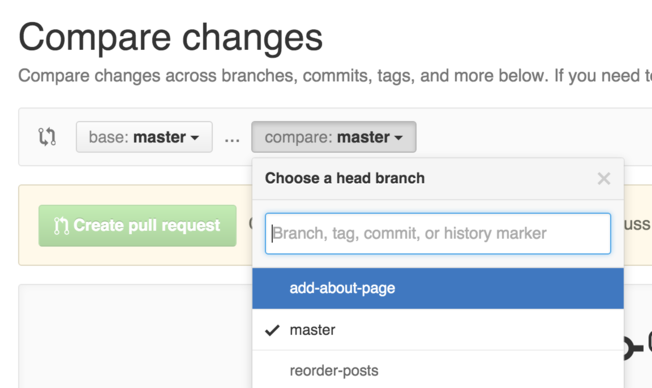 Compare changes
Compare changes across branches, commits, tags, and more below. If you need
base: master ... compare: master
Choose a head branch
Create pull request
Branch, tag, commit, or history marker
add-about-page
master
reorder-posts